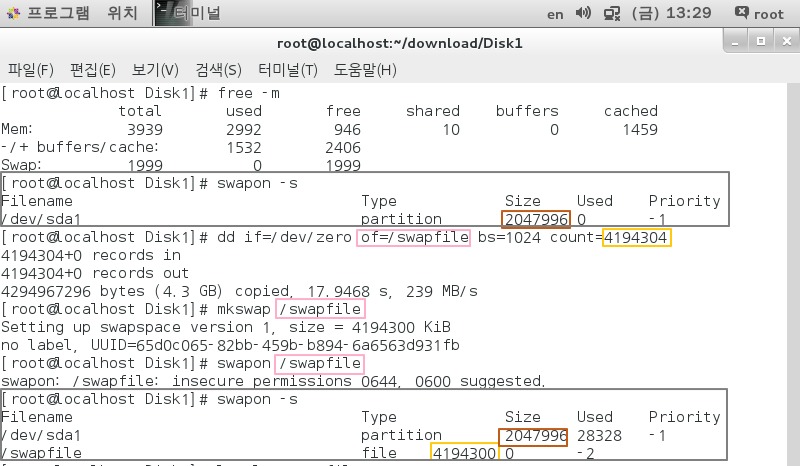 프로그램 위치 터미널 en (금) 13:29 root
root@localhost:~/download/Disk1
파일(F) 편집(E) 보기(V) 검색(S) 터미널(T) 도움말(H)
[root@localhost Disk1]# free -m
total used free shared buffers cached
Mem: 3939 2992 946 10 0 1459
-/+ buffers/cache: 1532 2406
Swap: 1999 0 1999
[root@localhost Disk1]# swapon -s
Filename Type Size Used Priority
/dev/sda1 partition 2047996 0 -1
[root@localhost Disk1]# dd if=/dev/zero of=/swapfile bs=1024 count=4194304
4194304+0 records in
4194304+0 records out
4294967296 bytes (4.3 GB) copied, 17.9468 s, 239 MB/s
[root@localhost Disk1]# mkswap /swapfile
Setting up swapspace version 1, size = 4194300 KiB
no label, UUID=65d0c065-82bb-459b-b894-6a6563d931fb
[root@localhost Disk1]# swapon /swapfile
swapon: /swapfile: insecure permissions 0644, 0600 suggested.
[root@localhost Disk1]# swapon -s
Filename Type Size Used Priority
/dev/sda1 partition 2047996 28328 -1
/swapfile file 4194300 0 -2